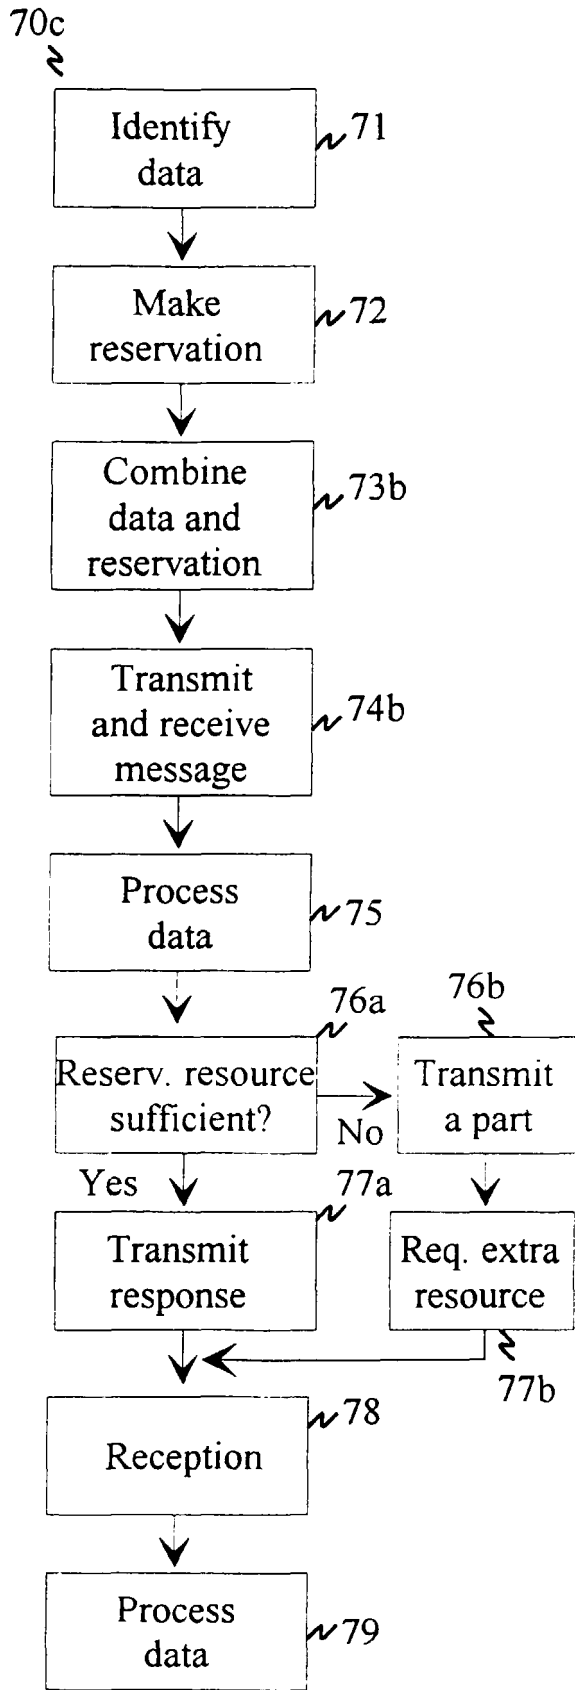 70c
Identify
data
71
Make
reservation
72
Combine
data and
reservation
73b
Transmit
and receive
message
74b
Process
data
75
76a
Reserv. resource
sufficient?
No
76b
Transmit
a part
Yes
77a
Transmit
response
Req. extra
resource
77b
78
Reception
Process
data
79